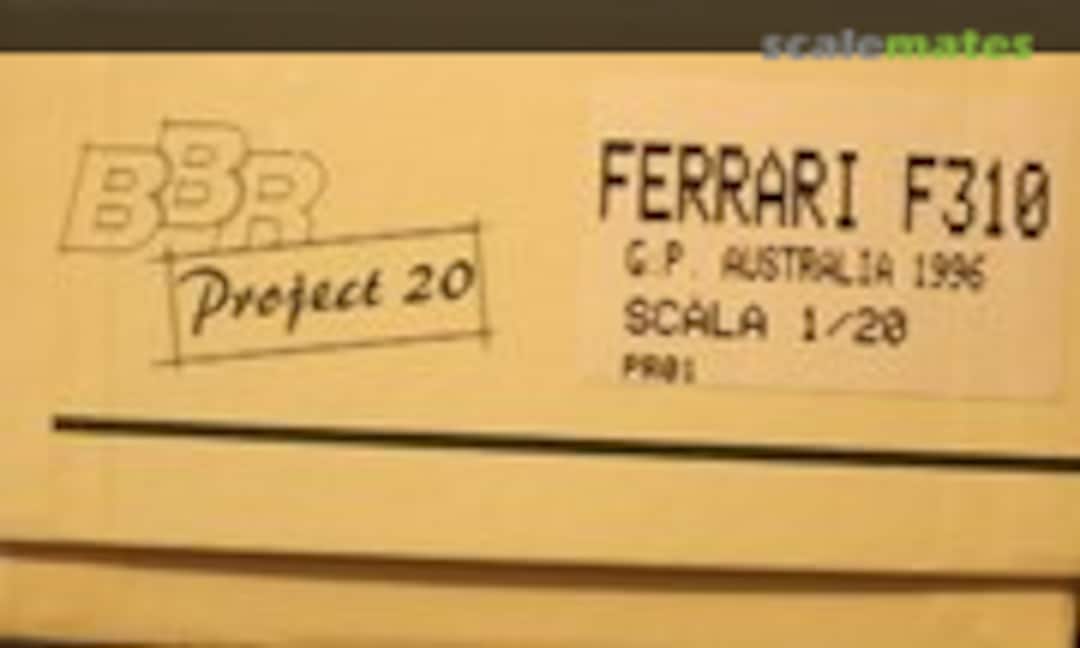 scalemates
BBR
Project 20
FERRARI F310
G.P. AUSTRALIA 1996
SCALA 1/20
PR01